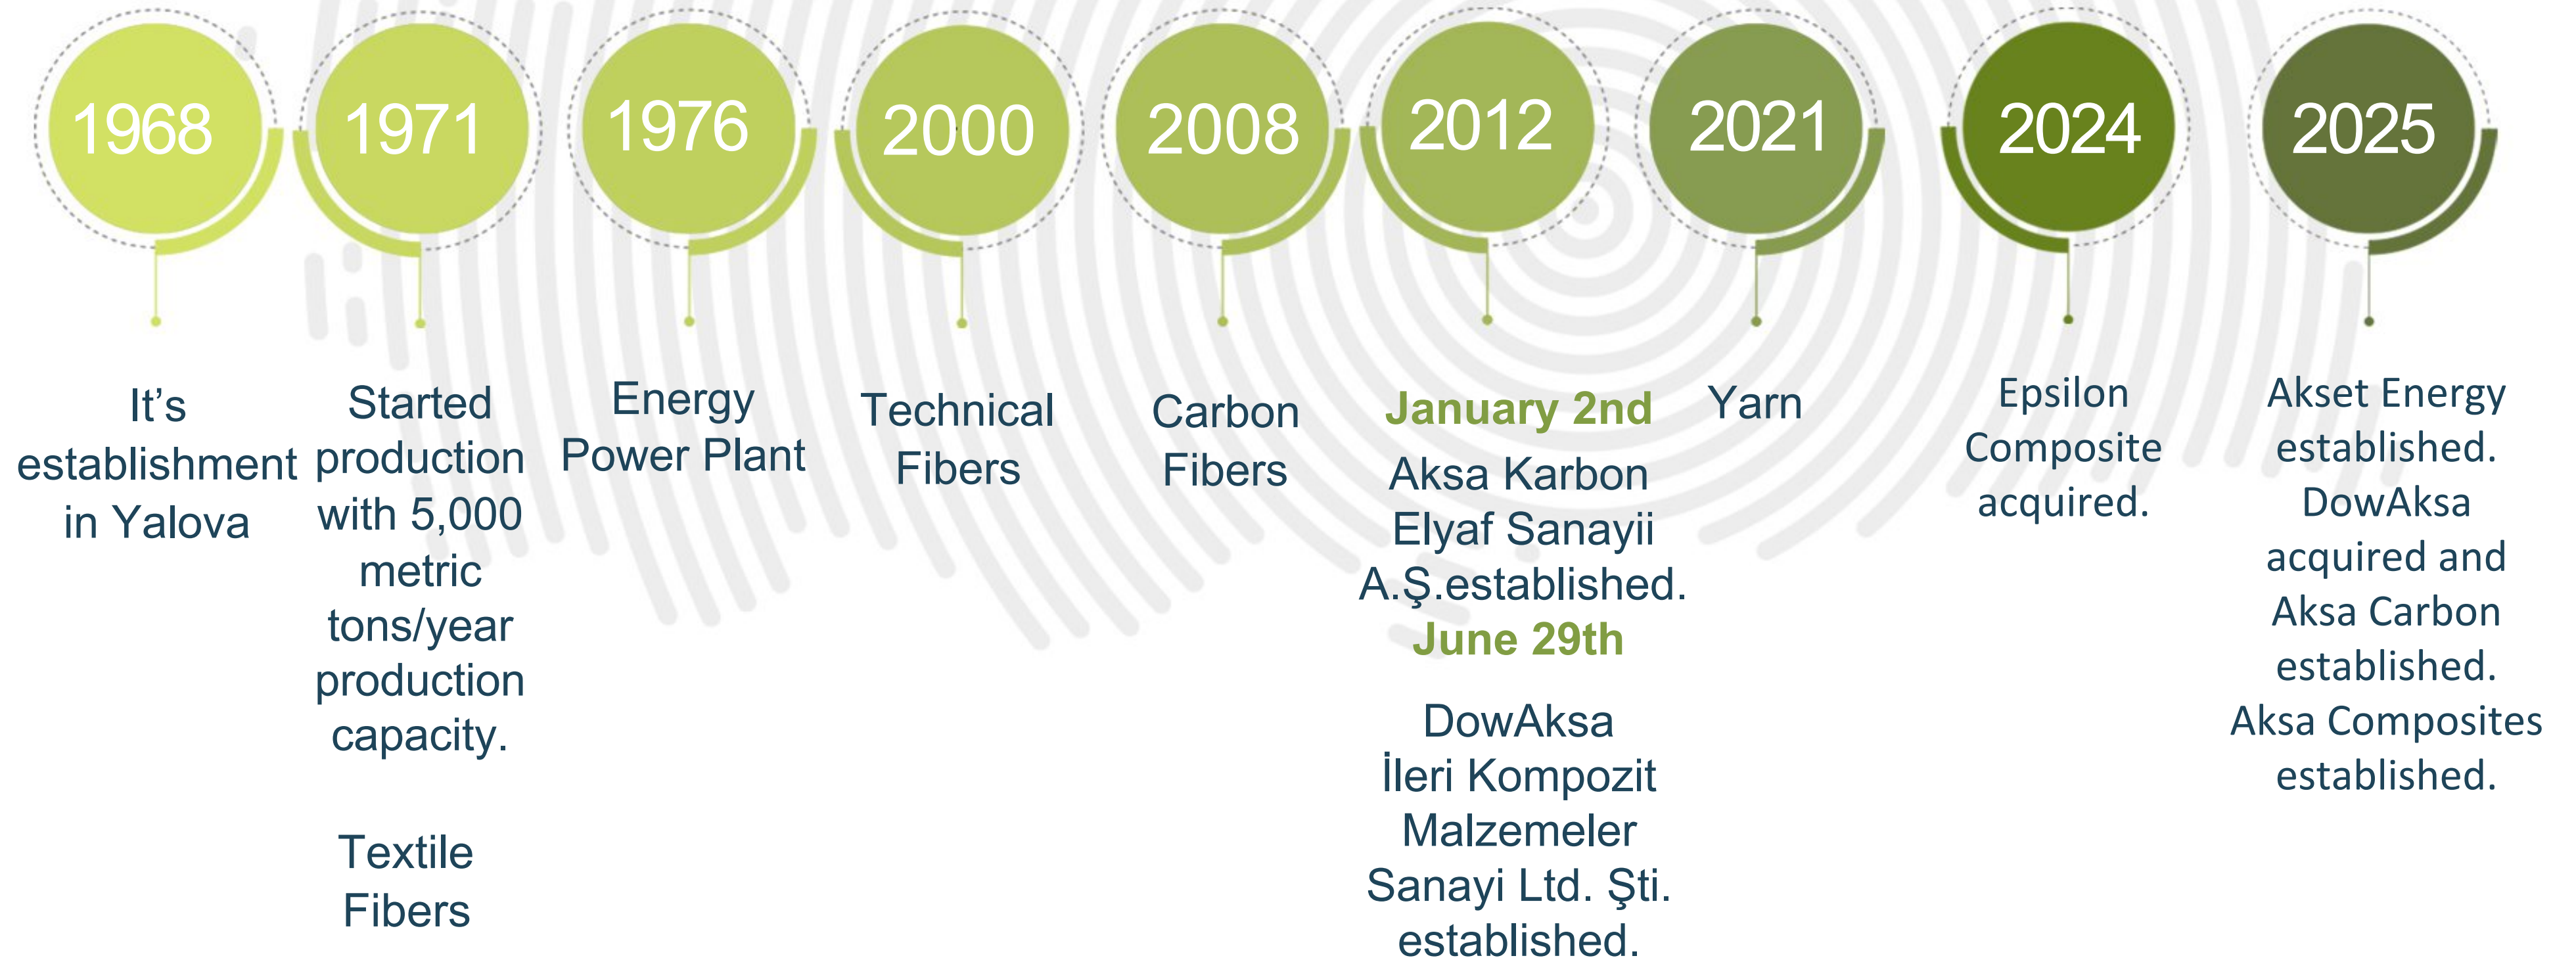 1968
It’s
establishment
in Yalova
1971
Started
production
with 5,000
metric
tons/year
production
capacity.
Textile
Fibers
1976
Energy
Power Plant
2000
Technical
Fibers
2008
Carbon
Fibers
2012
January 2nd
Aksa Karbon
Elyaf Sanayii
A.Ş.established.
June 29th
DowAksa
İleri Kompozit
Malzemeler
Sanayi Ltd. Şti.
established.
2021
Yarn
2024
Epsilon
Composite
acquired.
2025
Akset Energy
established.
DowAksa
acquired and
Aksa Carbon
established.
Aksa Composites
established.